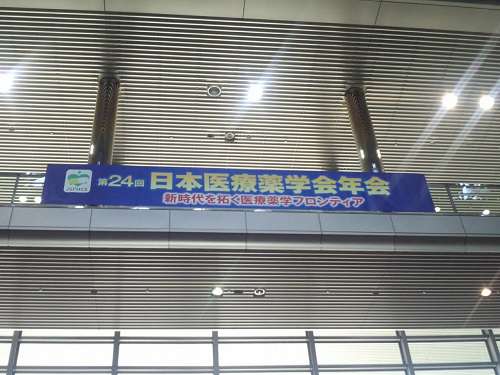 第24回 日本医療薬学会年会
新時代を拓く医療薬学フロンティア